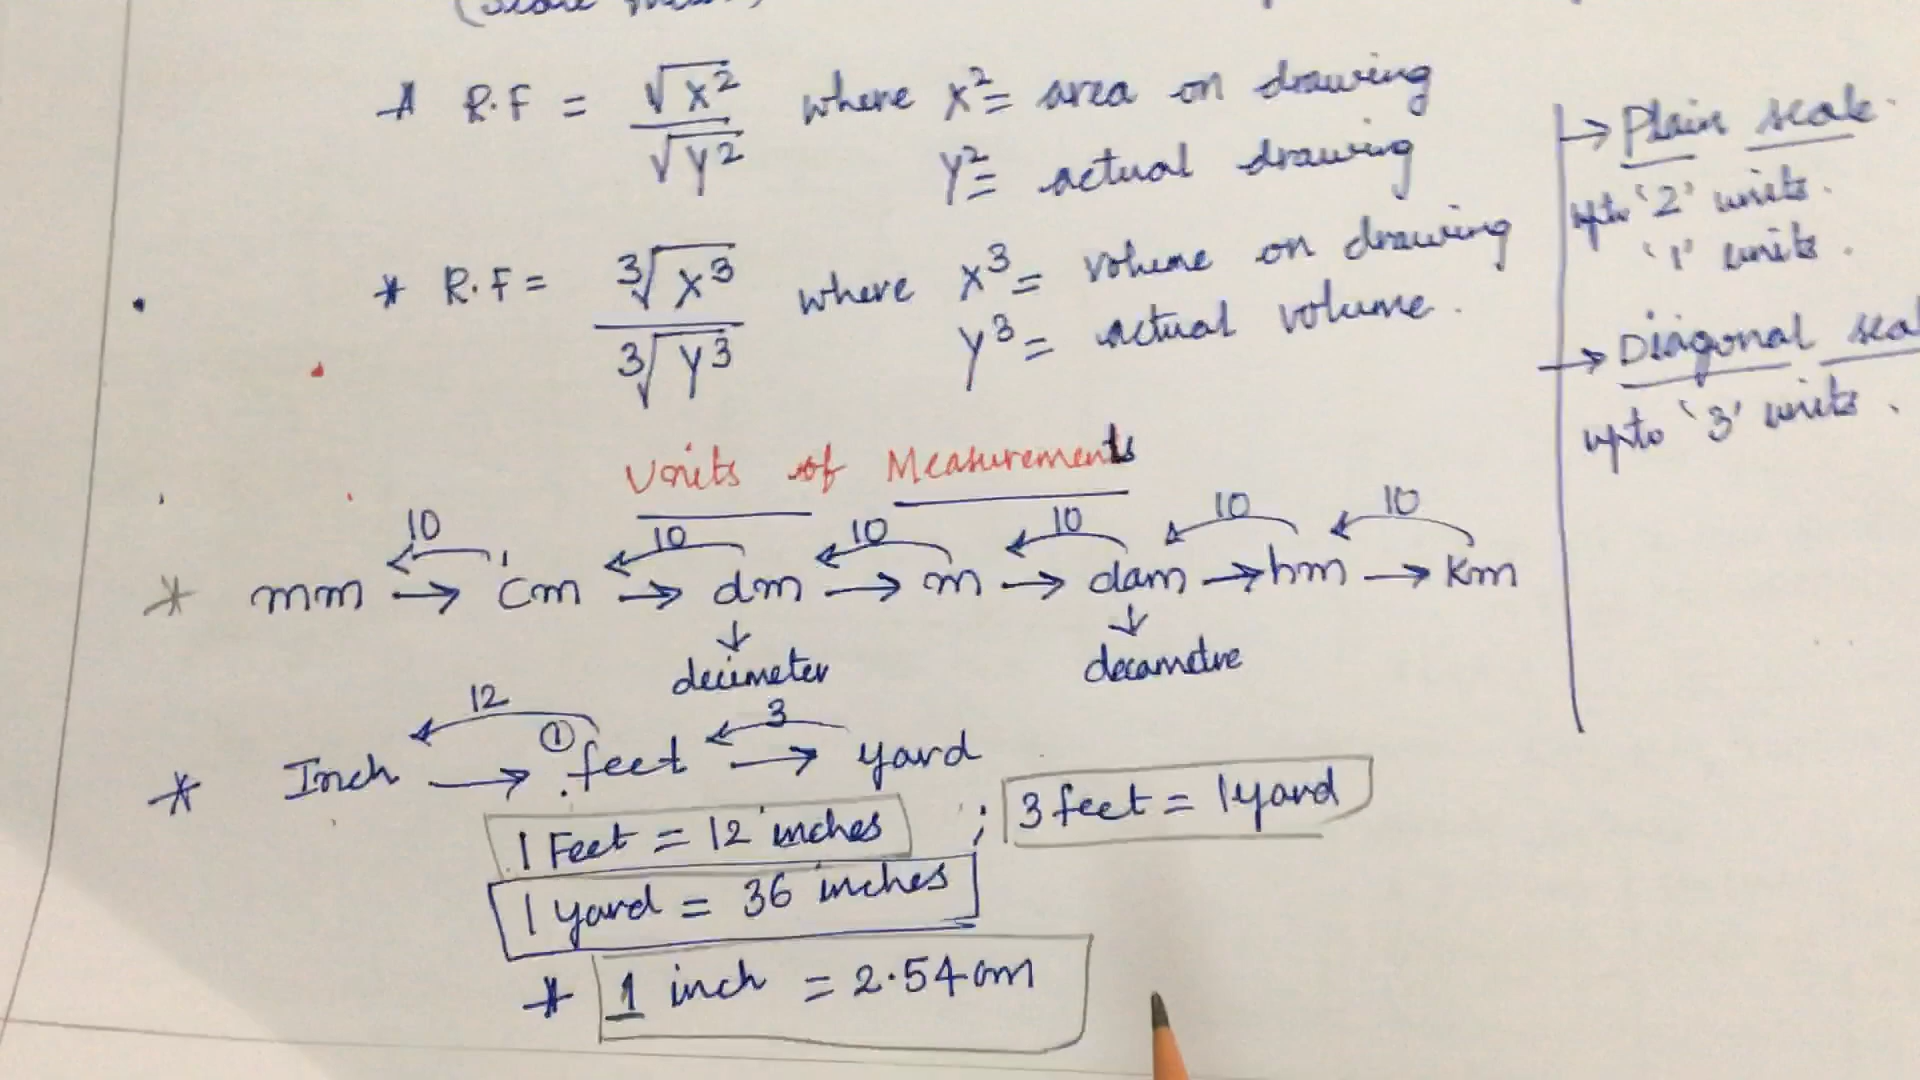 * R.F = √x² / √y² where x² = area on drawing
y² = actual drawing
* R.F = ³√x³ / ³√y³ where x³ = volume on drawing
y³ = actual volume.
→ Plain scale.
upto '2' units.
'1' units.
→ Diagonal
upto '3' units.
Units of Measurements
10 10 10 10 10 10
* mm → cm → dm → m → dam → hm → km
decimeter decametre
12 3
* Inch → ① feet → yard
1 Feet = 12 inches ; 3 feet = 1 yard
1 yard = 36 inches
* 1 inch = 2.54 cm